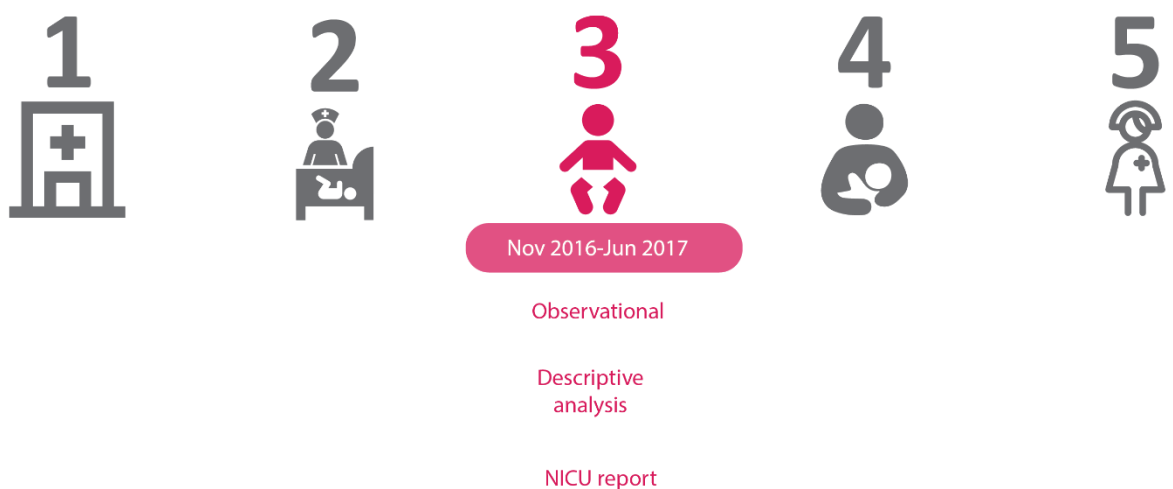 1 2 3 4 5
Nov 2016-Jun 2017
Observational
Descriptive
analysis
NICU report